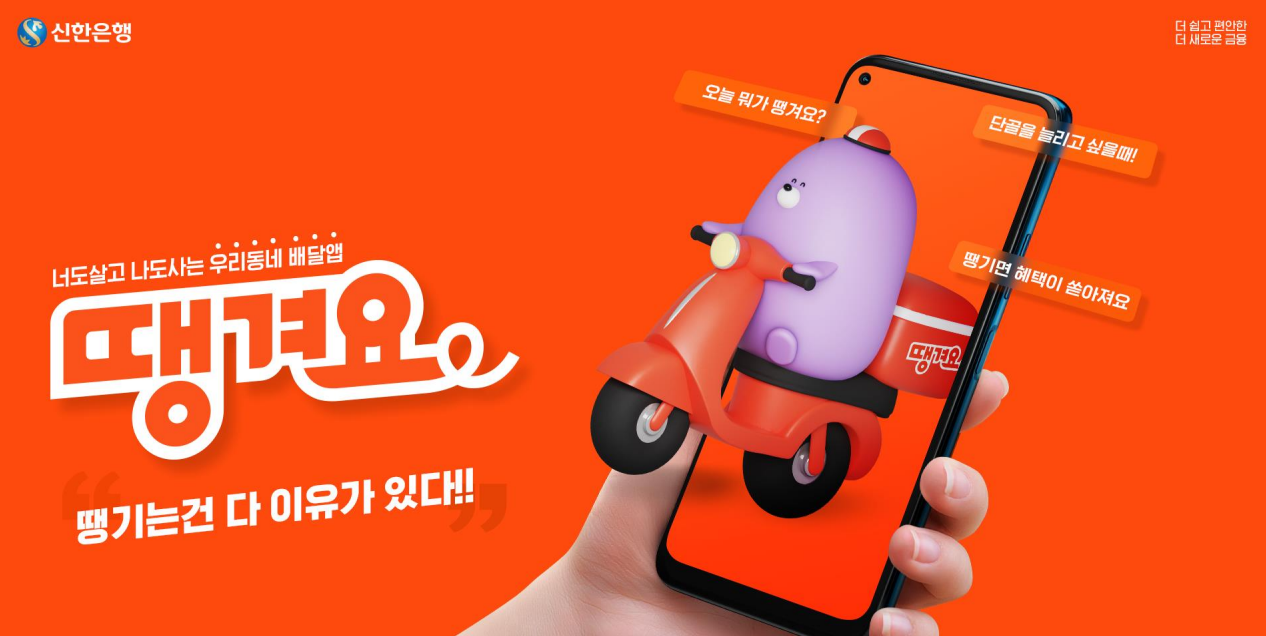 신한은행
더 쉽고 편안한
더 새로운 금융
오늘 뭐가 땡겨요?
단골을 늘리고 싶을때!
너도살고 나도사는 우리동네 배달앱
땡겨요
땡기면 혜택이 쏟아져요
땡겨요
“땡기는건 다 이유가 있다!!”